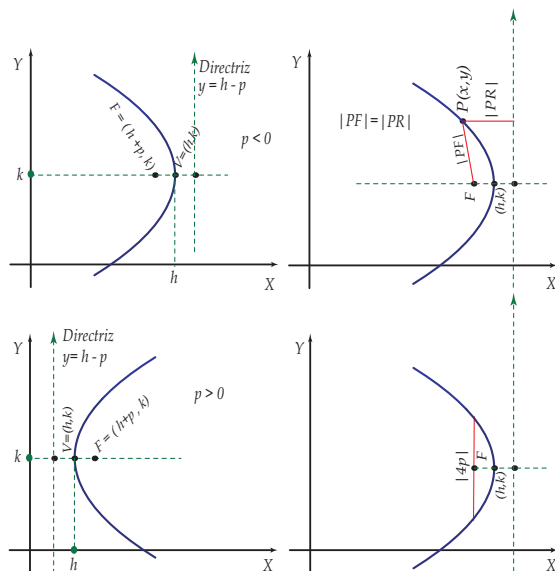 Y
Directriz
y = h - p
F = ( h +p, k)
V=(h,k)
p < 0
k
h
X
Y
P(x,y)
|PR|
|PF|=|PR|
|PF|
F
(h,k)
X
Directriz
y= h - p
Y
V=(h,k)
F = ( h+p , k)
p > 0
k
h
X
Y
|4p|
F
(h,k)
X